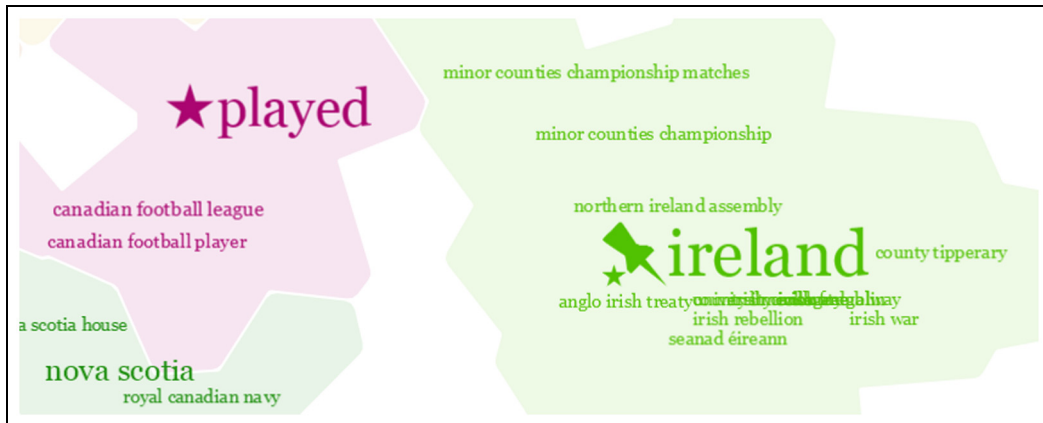 minor counties championship matches
played
minor counties championship
canadian football league
northern ireland assembly
canadian football player
ireland
county tipperary
anglo irish treaty
irish rebellion
irish war
a scotia house
seanad éireann
nova scotia
royal canadian navy